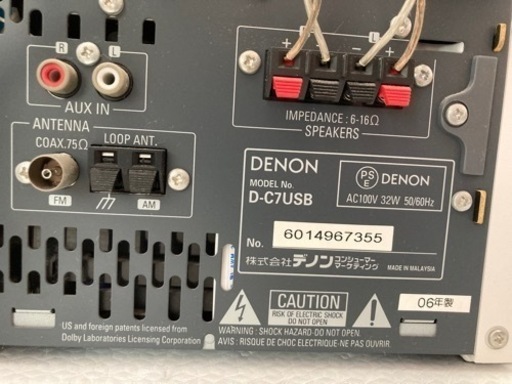 R L
AUX IN
ANTENNA
COAX.75Ω LOOP ANT.
FM AM
+ R - - L +
IMPEDANCE : 6-16Ω
SPEAKERS
DENON
MODEL No.
D-C7USB
PS
E
DENON
AC100V 32W 50/60Hz
No. 6014967355
株式会社デノン コンシューマー
マーケティング
MADE IN MALAYSIA
CAUTION
RISK OF ELECTRIC SHOCK
DO NOT OPEN
06年製
WARNING : SHOCK HAZARD-DO NOT OPEN.
AVIS : RISQUE DE CHOC ELECTRIQUE-NE PAS OUVRIR.
US and foreign patents licensed from
Dolby Laboratories Licensing Corporation